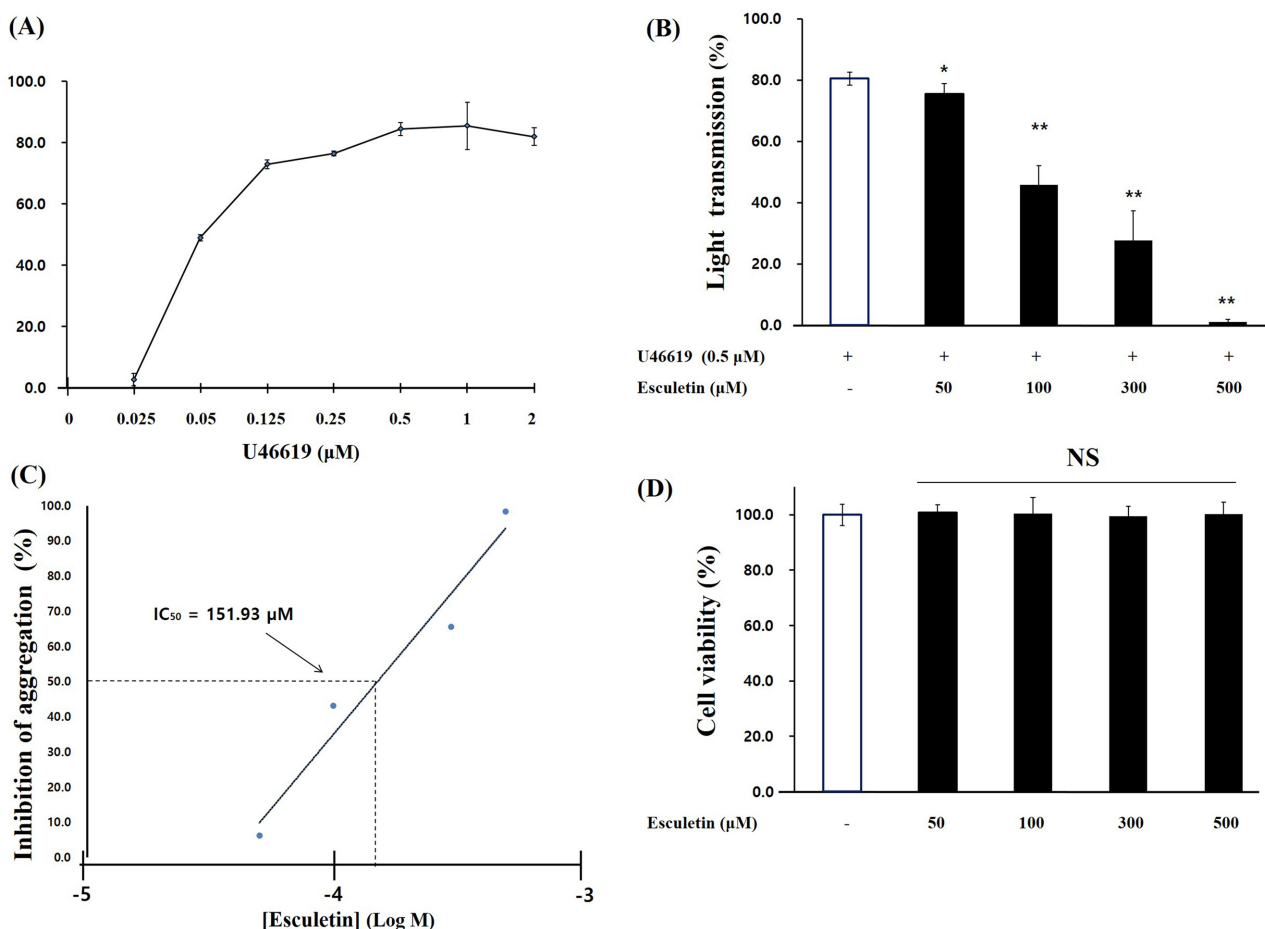 (A)
100.0
80.0
60.0
40.0
20.0
0.0
0 0.025 0.05 0.125 0.25 0.5 1 2
U46619 (µM)
(B)
Light transmission (%)
100.0
80.0
60.0
40.0
20.0
0.0
*
**
**
**
U46619 (0.5 µM) + + + + +
Esculetin (µM) - 50 100 300 500
(C)
Inhibition of aggregation (%)
100.0
90.0
80.0
70.0
60.0
50.0
40.0
30.0
20.0
10.0
0.0
IC₅₀ = 151.93 µM
-5 -4 -3
[Esculetin] (Log M)
(D)
NS
Cell viability (%)
100.0
80.0
60.0
40.0
20.0
0.0
Esculetin (µM) - 50 100 300 500